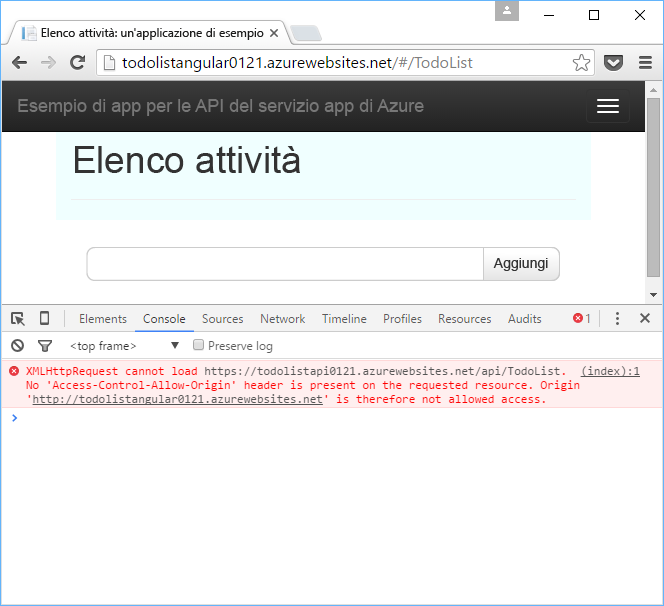 Elenco attività: un'applicazione di esempio
todolistangular0121.azurewebsites.net/#/TodoList
Esempio di app per le API del servizio app di Azure
Elenco attività
Aggiungi
Elements Console Sources Network Timeline Profiles Resources Audits 1
<top frame> Preserve log
XMLHttpRequest cannot load https://todolistapi0121.azurewebsites.net/api/TodoList. (index):1
No 'Access-Control-Allow-Origin' header is present on the requested resource. Origin
'http://todolistangular0121.azurewebsites.net' is therefore not allowed access.